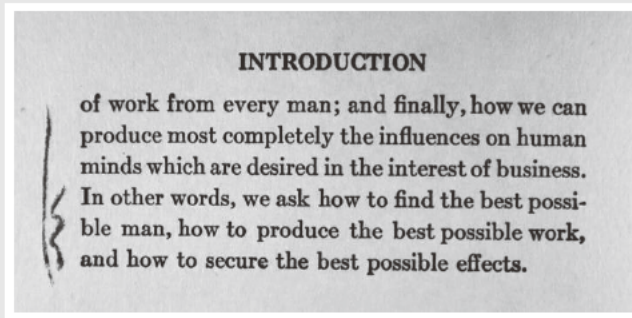 INTRODUCTION
of work from every man; and finally, how we can
produce most completely the influences on human
minds which are desired in the interest of business.
In other words, we ask how to find the best possi-
ble man, how to produce the best possible work,
and how to secure the best possible effects.